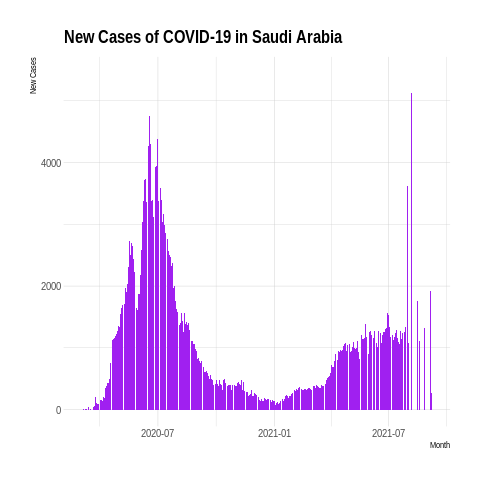 New Cases of COVID-19 in Saudi Arabia
New Cases
4000
2000
0
2020-07 2021-01 2021-07
Month